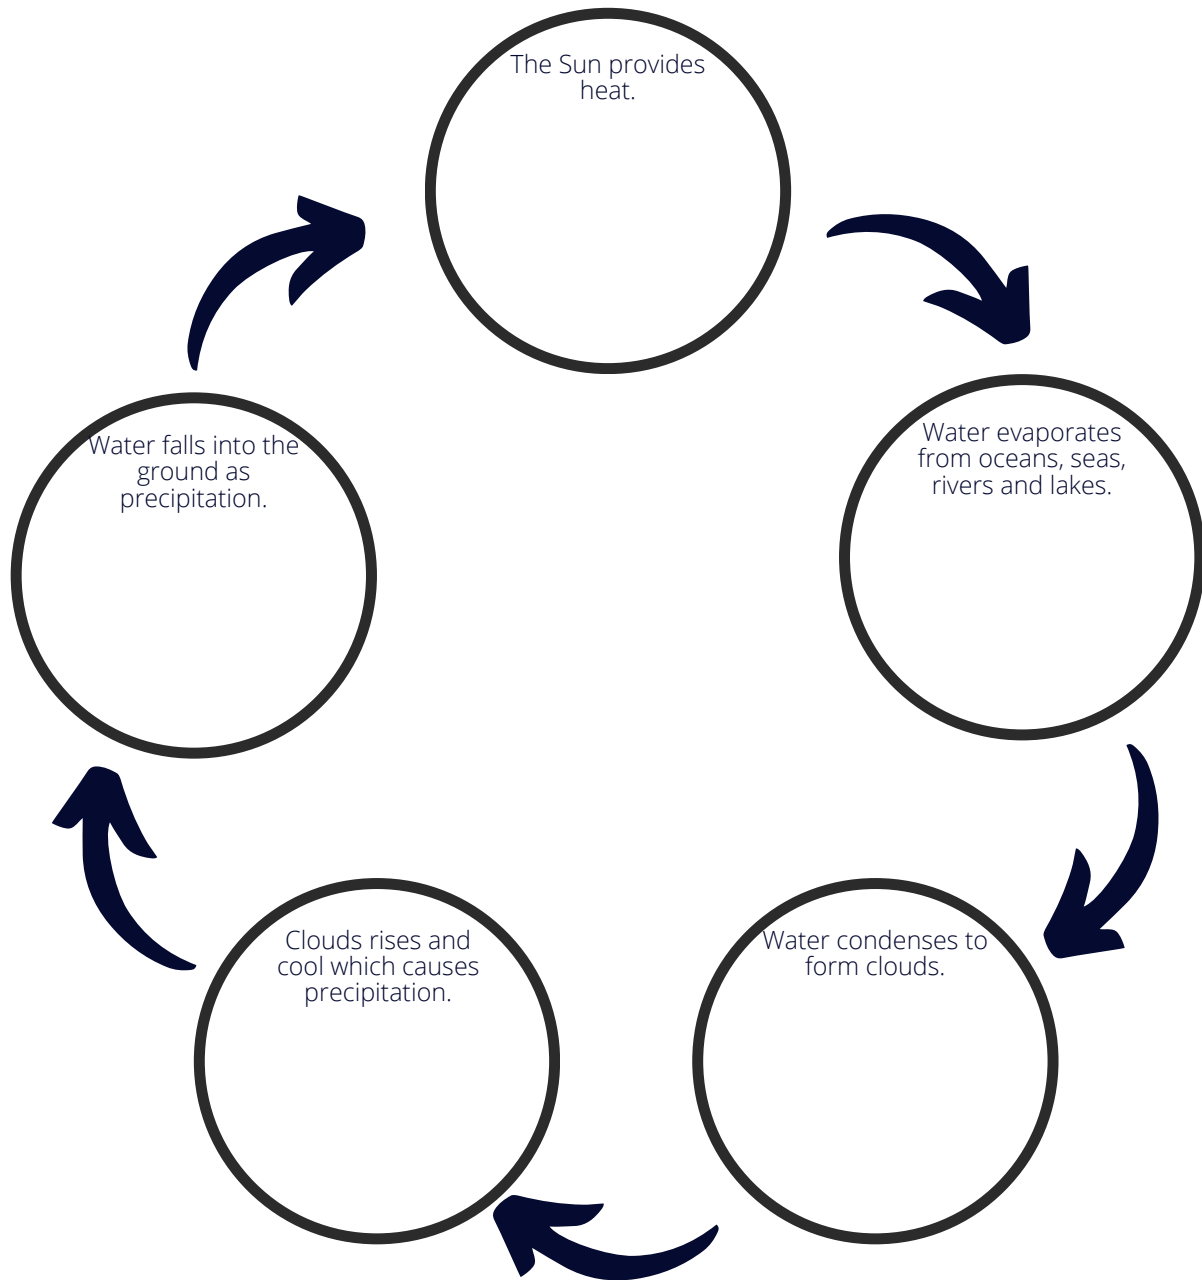 The Sun provides
heat.
Water evaporates
from oceans, seas,
rivers and lakes.
Water condenses to
form clouds.
Clouds rises and
cool which causes
precipitation.
Water falls into the
ground as
precipitation.